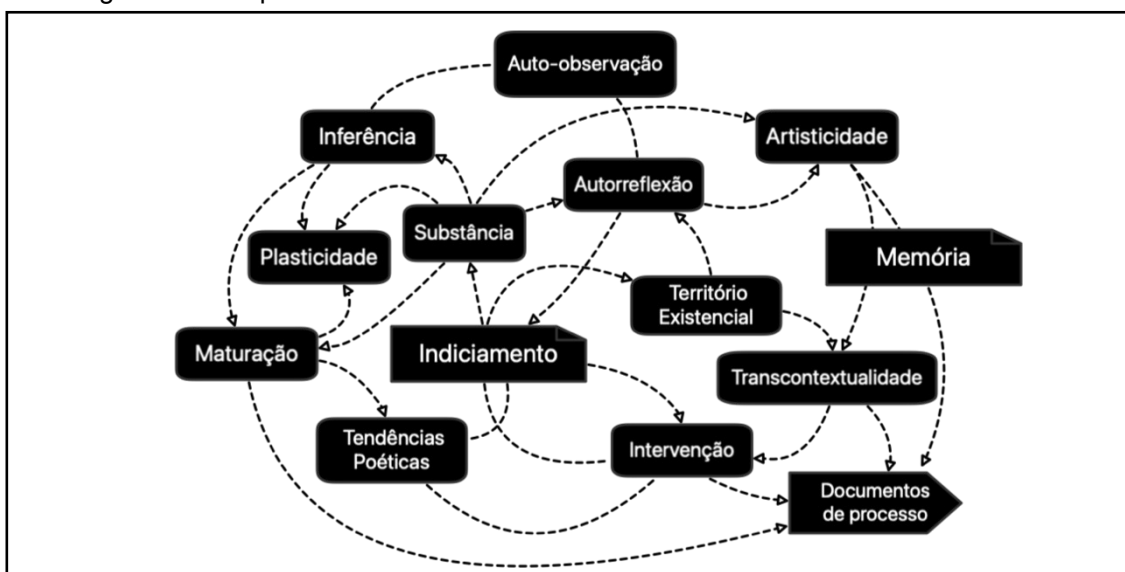 Auto-observação
Inferência
Artisticidade
Autorreflexão
Substância
Plasticidade
Memória
Território
Existencial
Maturação
Indiciamento
Transcontextualidade
Tendências
Poéticas
Intervenção
Documentos
de processo